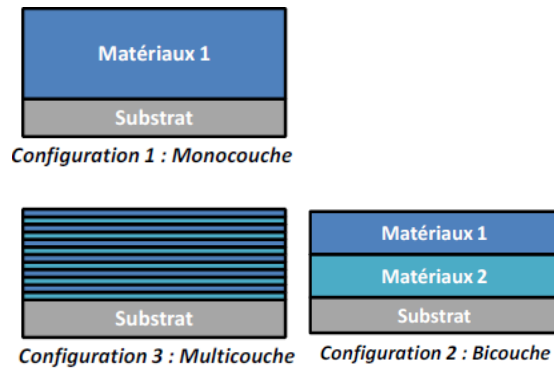 Matériaux 1
Substrat
Configuration 1 : Monocouche
Substrat
Configuration 3 : Multicouche
Matériaux 1
Matériaux 2
Substrat
Configuration 2 : Bicouche